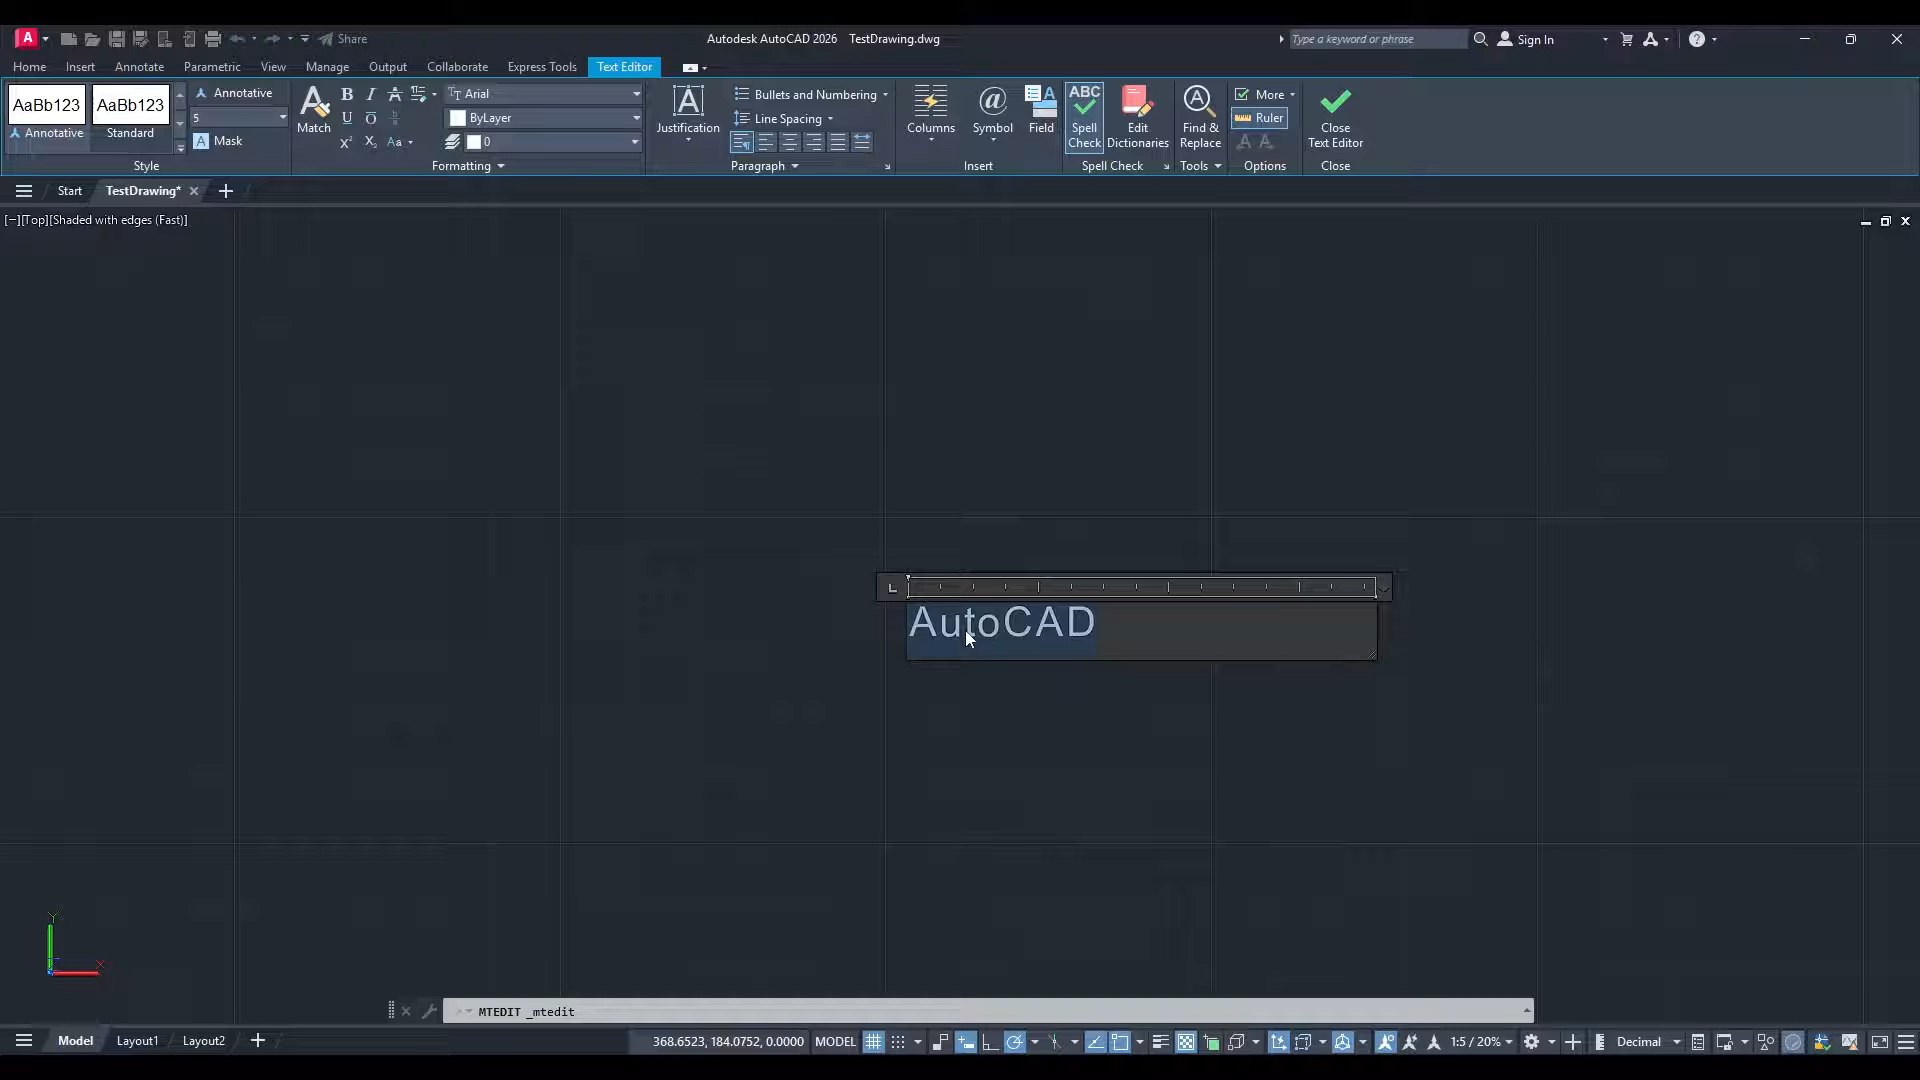 A
Share
Autodesk AutoCAD 2026 TestDrawing.dwg
Type a keyword or phrase
Sign In
Home Insert Annotate Parametric View Manage Output Collaborate Express Tools Text Editor
AaBb123
Annotative
AaBb123
Standard
Annotative
5
Mask
Style
Match
B I A
U O
X² X₂ Aa
Arial
ByLayer
0
Formatting
Justification
Bullets and Numbering
Line Spacing
Paragraph
Columns
Symbol
Field
Insert
ABC
Spell
Check
Edit
Dictionaries
Spell Check
Find &
Replace
Tools
More
Ruler
Options
Close
Text Editor
Close
Start
TestDrawing*
[−][Top][Shaded with edges (Fast)]
AutoCAD
Y
X
MTEDIT _mtedit
Model Layout1 Layout2
368.6523, 184.0752, 0.0000 MODEL
1:5 / 20%
Decimal